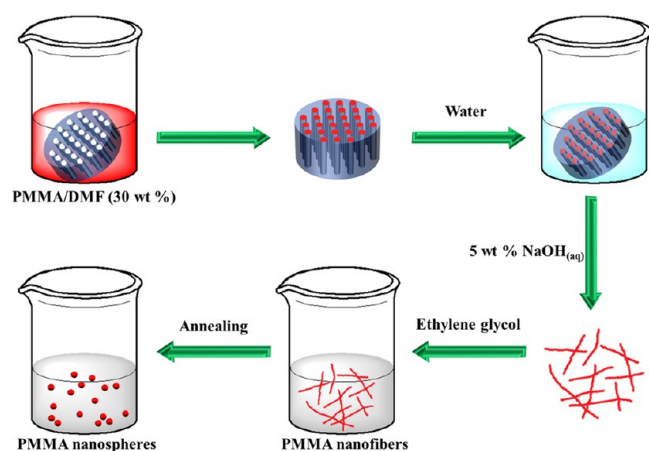 Water
PMMA/DMF (30 wt %)
5 wt % NaOH(aq)
Annealing
Ethylene glycol
PMMA nanospheres
PMMA nanofibers